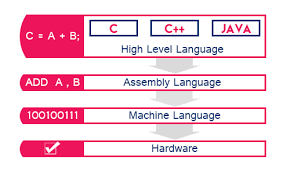 C = A + B;
C C++ JAVA
High Level Language
ADD A , B
Assembly Language
100100111
Machine Language
Hardware